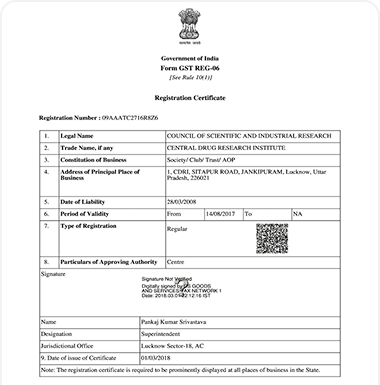 सत्यमेव जयते
Government of India
Form GST REG-06
[See Rule 10(1)]
Registration Certificate
Registration Number : 09AAATC2716R8Z6
1. Legal Name COUNCIL OF SCIENTIFIC AND INDUSTRIAL RESEARCH
2. Trade Name, if any CENTRAL DRUG RESEARCH INSTITUTE
3. Constitution of Business Society/ Club/ Trust/ AOP
4. Address of Principal Place of
Business 1, CDRI, SITAPUR ROAD, JANKIPURAM, Lucknow, Uttar
Pradesh, 226021
5. Date of Liability 28/03/2008
6. Period of Validity From 14/08/2017 To NA
7. Type of Registration Regular
8. Particulars of Approving Authority Centre
Signature
Signature Not Verified
Digitally signed by DS GOODS
AND SERVICES TAX NETWORK 1
Date: 2018.03.01 22:12:16 IST
Name Pankaj Kumar Srivastava
Designation Superintendent
Jurisdictional Office Lucknow Sector-18, AC
9. Date of issue of Certificate 01/03/2018
Note: The registration certificate is required to be prominently displayed at all places of business in the State.